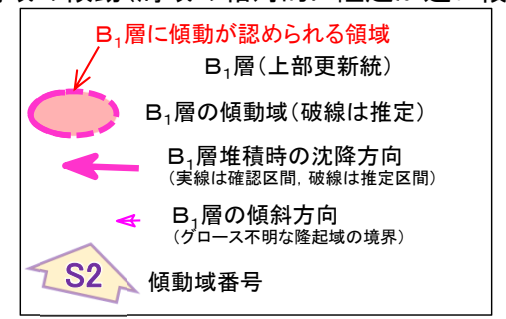 B₁層に傾動が認められる領域
B₁層(上部更新統)
B₁層の傾動域(破線は推定)
B₁層堆積時の沈降方向
(実線は確認区間，破線は推定区間)
B₁層の傾斜方向
(グロース不明な隆起域の境界)
S2 傾動域番号